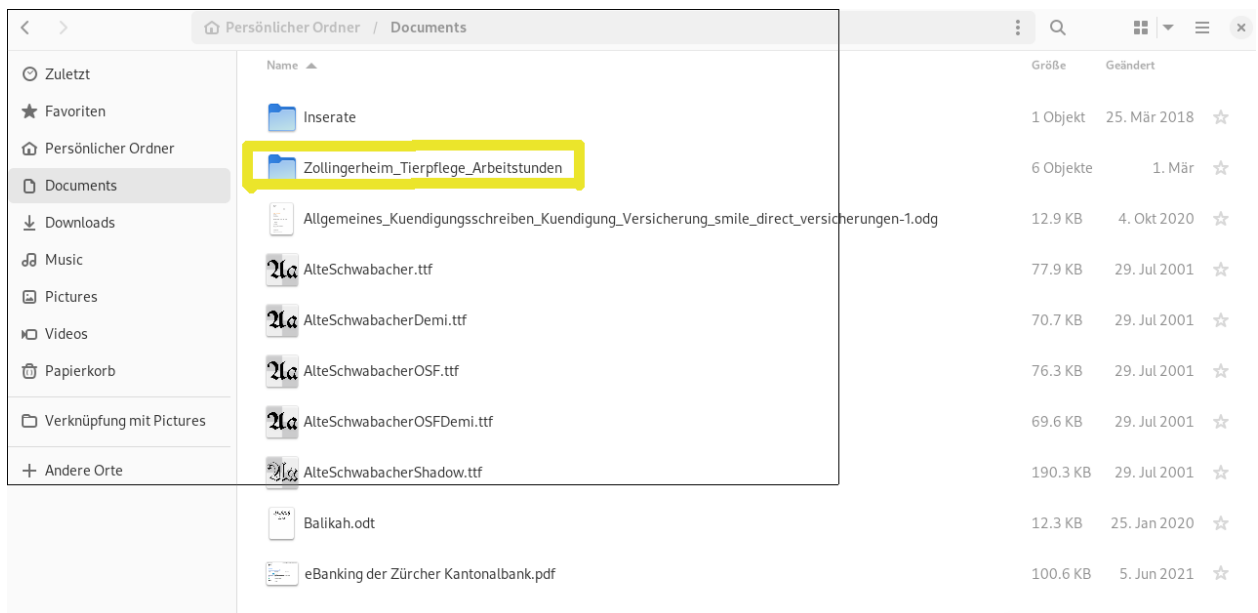 Persönlicher Ordner / Documents
Zuletzt
Favoriten
Persönlicher Ordner
Documents
Downloads
Music
Pictures
Videos
Papierkorb
Verknüpfung mit Pictures
Andere Orte
Name Größe Geändert
Inserate 1 Objekt 25. Mär 2018
Zollingerheim_Tierpflege_Arbeitstunden 6 Objekte 1. Mär
Allgemeines_Kuendigungsschreiben_Kuendigung_Versicherung_smile_direct_versicherungen-1.odg 12.9 KB 4. Okt 2020
AlteSchwabacher.ttf 77.9 KB 29. Jul 2001
AlteSchwabacherDemi.ttf 70.7 KB 29. Jul 2001
AlteSchwabacherOSF.ttf 76.3 KB 29. Jul 2001
AlteSchwabacherOSFDemi.ttf 69.6 KB 29. Jul 2001
AlteSchwabacherShadow.ttf 190.3 KB 29. Jul 2001
Balikah.odt 12.3 KB 25. Jan 2020
eBanking der Zürcher Kantonalbank.pdf 100.6 KB 5. Jun 2021